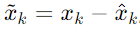 x̃ₖ = xₖ − x̂ₖ